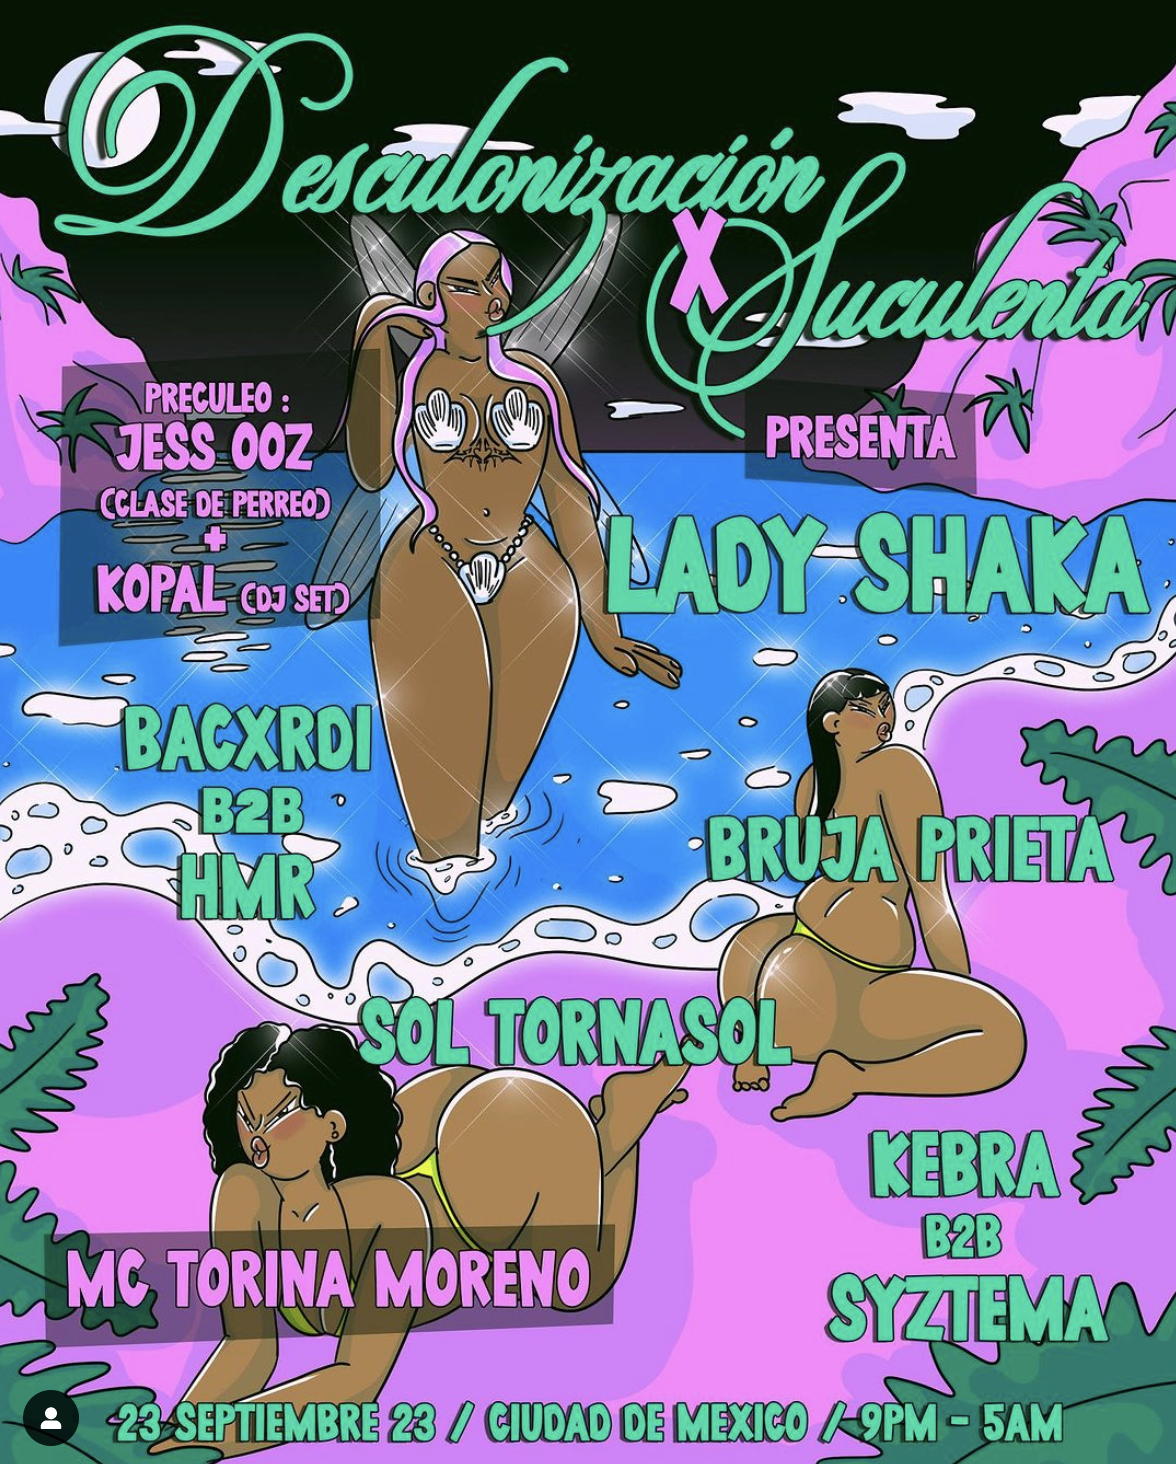 Desculonización
X Suculenta
PRECULEO :
JESS OOZ
(CLASE DE PERREO)
+
KOPAL (DJ SET)
PRESENTA
LADY SHAKA
BACXRDI
B2B
HMR
BRUJA PRIETA
SOL TORNASOL
KEBRA
B2B
SYZTEMA
MC TORINA MORENO
23 SEPTIEMBRE 23 / CIUDAD DE MEXICO / 9PM - 5AM